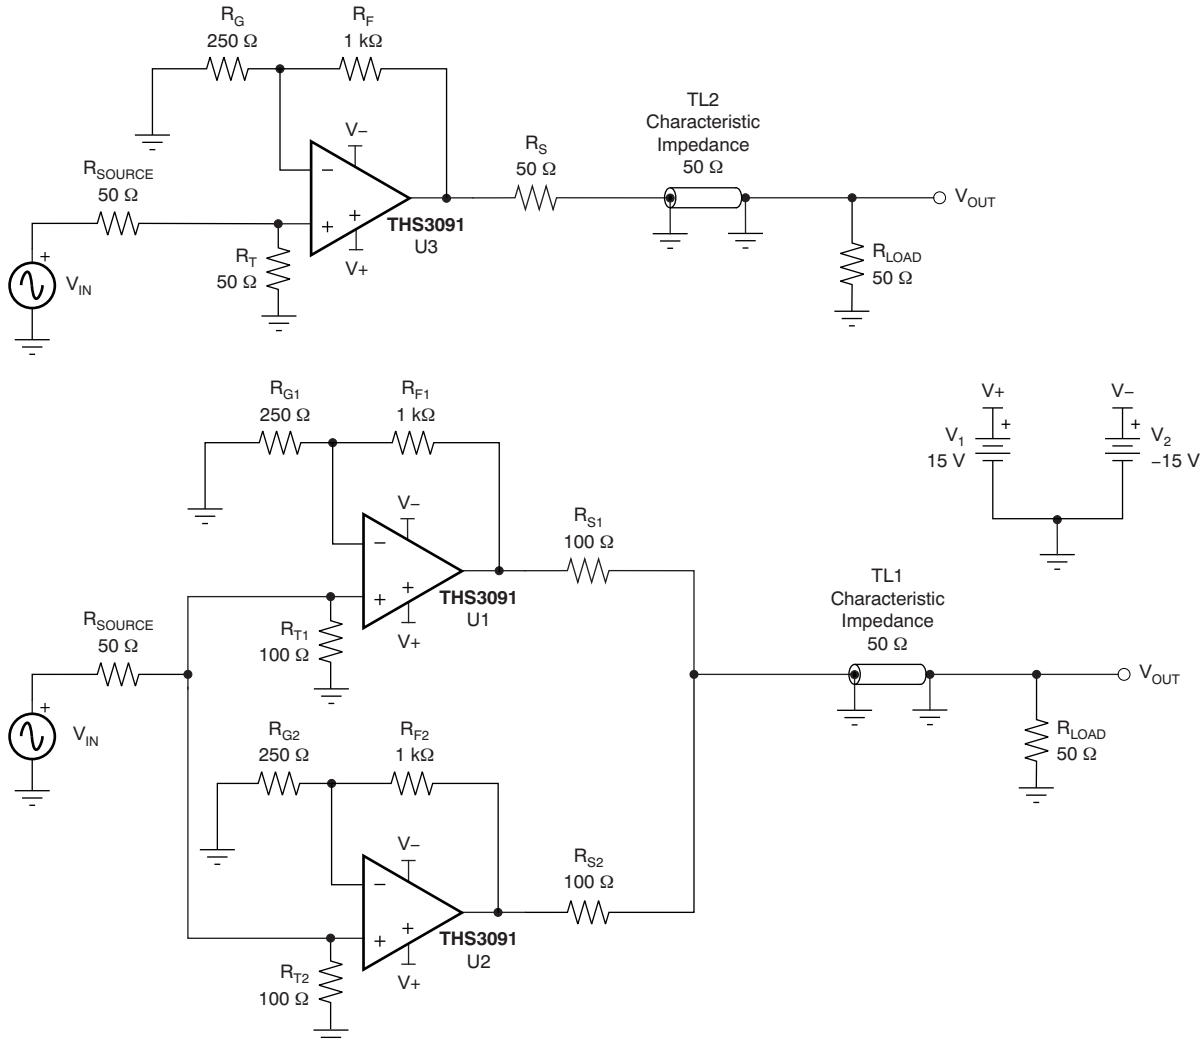 R_G
250 Ω
R_F
1 kΩ
V−
TL2
Characteristic
Impedance
50 Ω
R_S
50 Ω
R_SOURCE
50 Ω
−
+
+
THS3091
U3
V_OUT
R_T
50 Ω
V+
R_LOAD
50 Ω
+
V_IN
R_G1
250 Ω
R_F1
1 kΩ
V+
V−
+
+
V_1
15 V
V_2
−15 V
V−
R_S1
100 Ω
−
+
+
THS3091
U1
TL1
Characteristic
Impedance
50 Ω
R_SOURCE
50 Ω
R_T1
100 Ω
V+
V_OUT
+
V_IN
R_G2
250 Ω
R_F2
1 kΩ
R_LOAD
50 Ω
V−
R_S2
100 Ω
−
+
+
THS3091
U2
R_T2
100 Ω
V+